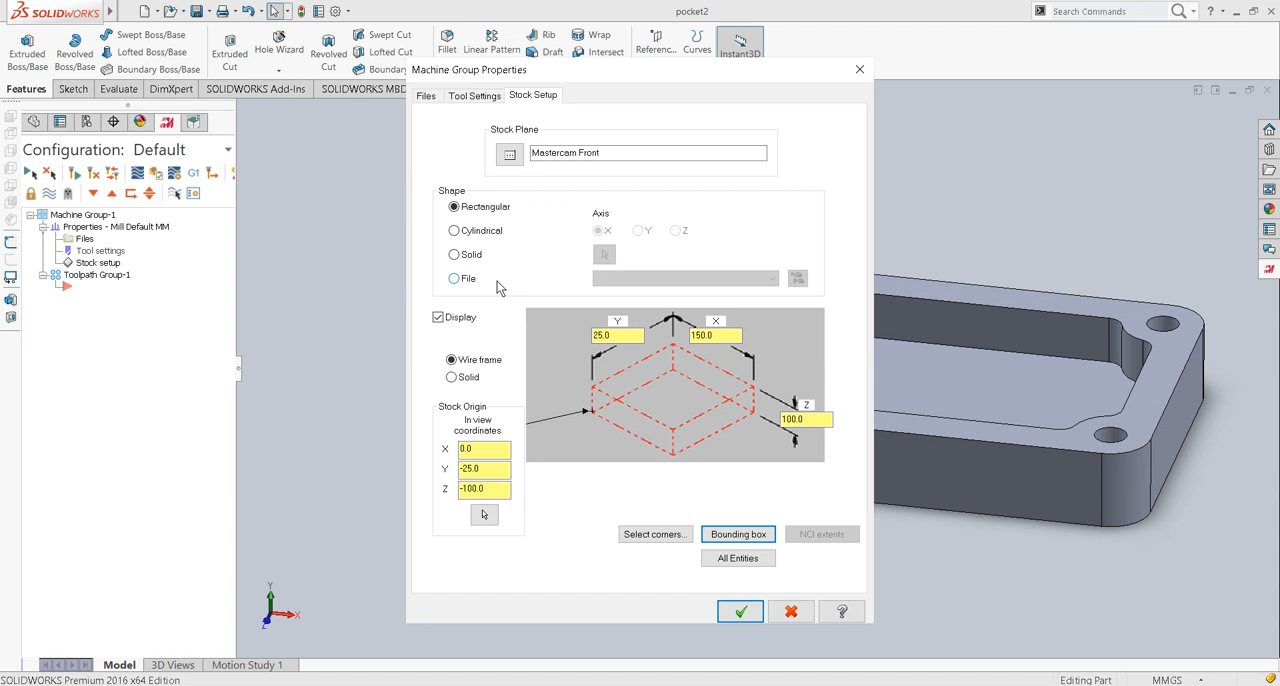 SOLIDWORKS
pocket2
Search Commands
Extruded Boss/Base
Revolved Boss/Base
Swept Boss/Base
Lofted Boss/Base
Boundary Boss/Base
Extruded Cut
Hole Wizard
Revolved Cut
Swept Cut
Lofted Cut
Boundary
Fillet
Linear Pattern
Rib
Draft
Wrap
Intersect
Referenc...
Curves
Instant3D
Features
Sketch
Evaluate
DimXpert
SOLIDWORKS Add-Ins
SOLIDWORKS MBD
Configuration: Default
G1
Machine Group-1
Properties - Mill Default MM
Files
Tool settings
Stock setup
Toolpath Group-1
Machine Group Properties
Files
Tool Settings
Stock Setup
Stock Plane
Mastercam Front
Shape
Rectangular
Cylindrical
Solid
File
Axis
X
Y
Z
Display
Wire frame
Solid
Y
25.0
X
150.0
Z
100.0
Stock Origin
In view
coordinates
X 0.0
Y -25.0
Z -100.0
Select corners...
Bounding box
NCI extents
All Entities
Y
X
Z
Model
3D Views
Motion Study 1
SOLIDWORKS Premium 2016 x64 Edition
Editing Part
MMGS